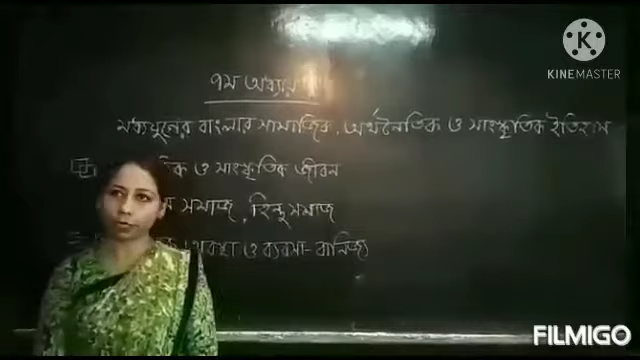 KINEMASTER
৭ম অধ্যায়
মধ্যযুগের বাংলার সামাজিক, অর্থনৈতিক ও সাংস্কৃতিক ইতিহাস
ও সাংস্কৃতিক জীবন
সমাজ, হিন্দু সমাজ
ও ব্যবসা-বানিজ্য
FILMIGO